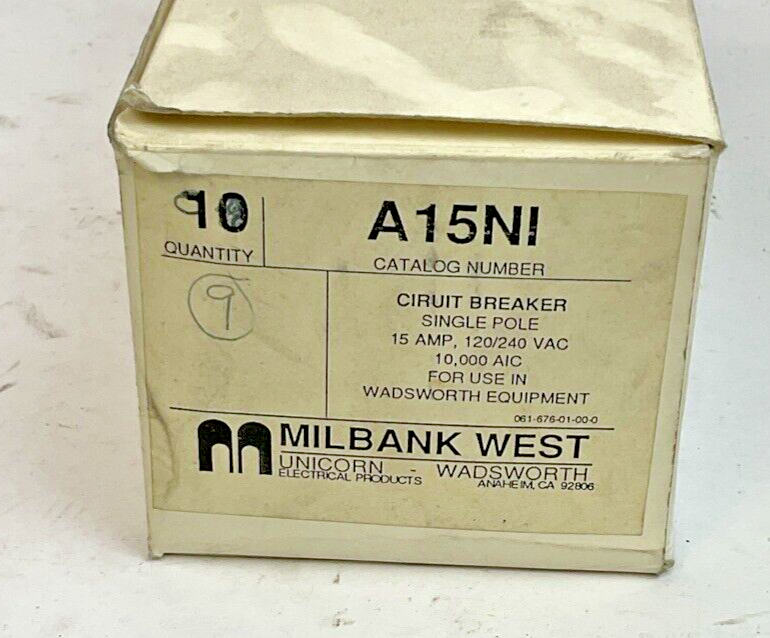 10
QUANTITY
A15NI
CATALOG NUMBER
9
CIRUIT BREAKER
SINGLE POLE
15 AMP, 120/240 VAC
10,000 AIC
FOR USE IN
WADSWORTH EQUIPMENT
061-676-01-00-0
MILBANK WEST
UNICORN - WADSWORTH
ELECTRICAL PRODUCTS ANAHEIM, CA 92806